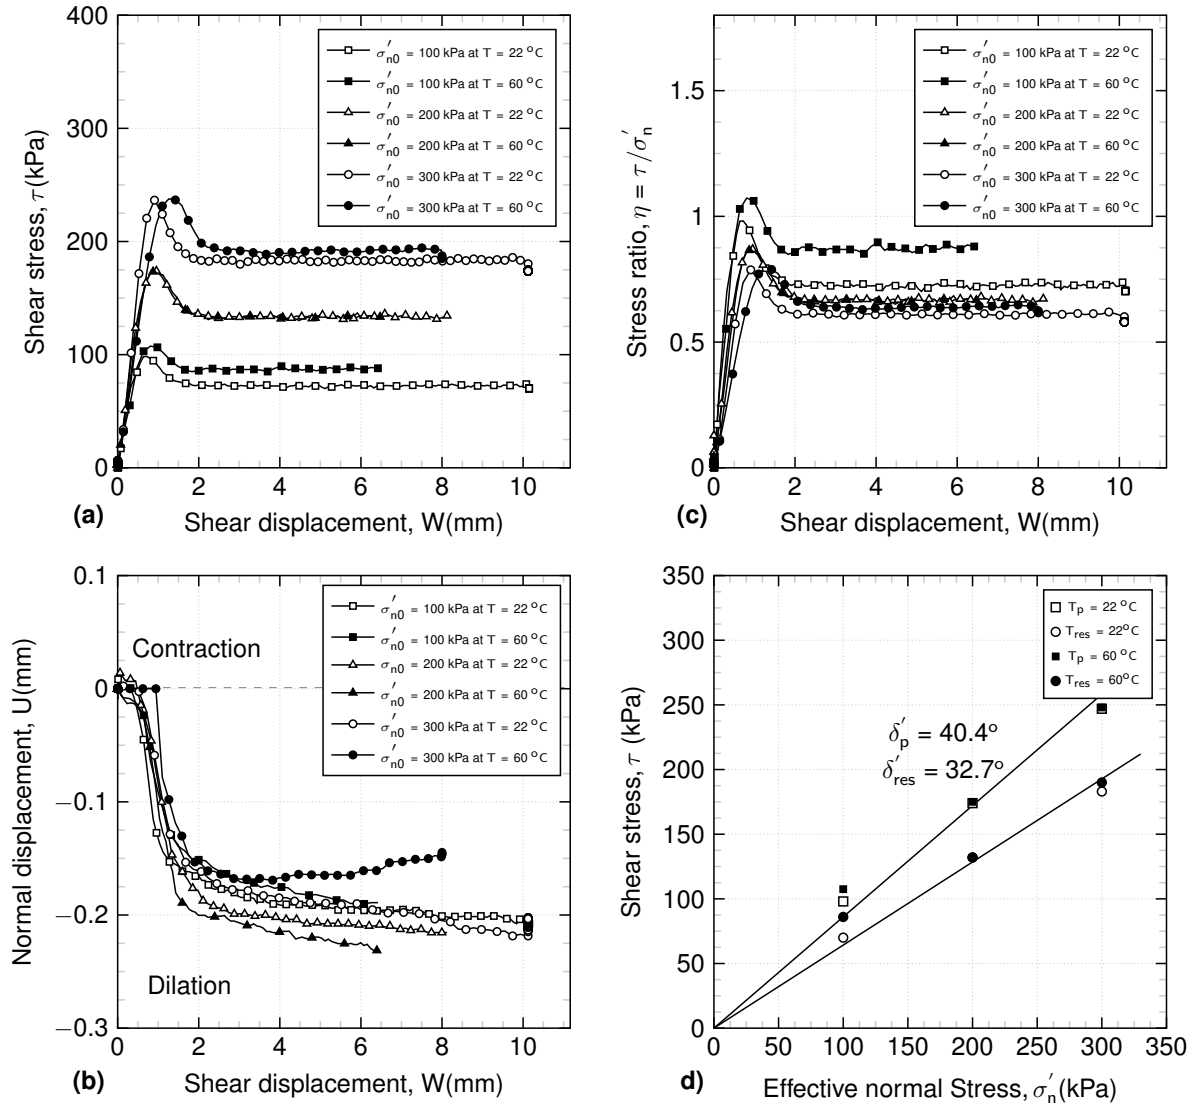 400
300
200
100
0
0
2
4
6
8
10
Shear stress, τ(kPa)
Shear displacement, W(mm)
(a)
σ′n0 = 100 kPa at T = 22 °C
σ′n0 = 100 kPa at T = 60 °C
σ′n0 = 200 kPa at T = 22 °C
σ′n0 = 200 kPa at T = 60 °C
σ′n0 = 300 kPa at T = 22 °C
σ′n0 = 300 kPa at T = 60 °C
1.5
1
0.5
0
0
2
4
6
8
10
Stress ratio, η = τ/σ′n
Shear displacement, W(mm)
(c)
σ′n0 = 100 kPa at T = 22 °C
σ′n0 = 100 kPa at T = 60 °C
σ′n0 = 200 kPa at T = 22 °C
σ′n0 = 200 kPa at T = 60 °C
σ′n0 = 300 kPa at T = 22 °C
σ′n0 = 300 kPa at T = 60 °C
0.1
0
−0.1
−0.2
−0.3
0
2
4
6
8
10
Normal displacement, U(mm)
Shear displacement, W(mm)
(b)
Contraction
Dilation
σ′n0 = 100 kPa at T = 22 °C
σ′n0 = 100 kPa at T = 60 °C
σ′n0 = 200 kPa at T = 22 °C
σ′n0 = 200 kPa at T = 60 °C
σ′n0 = 300 kPa at T = 22 °C
σ′n0 = 300 kPa at T = 60 °C
350
300
250
200
150
100
50
0
0
50
100
150
200
250
300
350
Shear stress, τ (kPa)
Effective normal Stress, σ′n(kPa)
d)
δ′p = 40.4°
δ′res = 32.7°
Tp = 22°C
Tres = 22°C
Tp = 60°C
Tres = 60°C